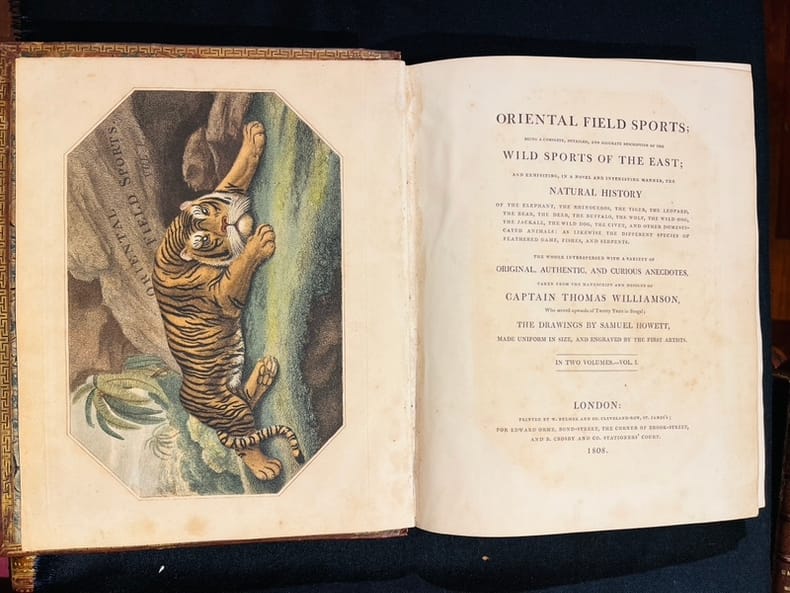 ORIENTAL
FIELD SPORTS,
VOL. I.
ORIENTAL FIELD SPORTS;
BEING A COMPLETE, DETAILED, AND ACCURATE DESCRIPTION OF THE
WILD SPORTS OF THE EAST;
AND EXHIBITING, IN A NOVEL AND INTERESTING MANNER, THE
NATURAL HISTORY
OF THE ELEPHANT, THE RHINOCEROS, THE TIGER, THE LEOPARD,
THE BEAR, THE DEER, THE BUFFALO, THE WOLF, THE WILD HOG,
THE JACKALL, THE WILD DOG, THE CIVET, AND OTHER DOMESTI-
CATED ANIMALS: AS LIKEWISE THE DIFFERENT SPECIES OF
FEATHERED GAME, FISHES, AND SERPENTS.
THE WHOLE INTERSPERSED WITH A VARIETY OF
ORIGINAL, AUTHENTIC, AND CURIOUS ANECDOTES,
TAKEN FROM THE MANUSCRIPT AND DESIGNS OF
CAPTAIN THOMAS WILLIAMSON,
Who served upwards of Twenty Years in Bengal;
THE DRAWINGS BY SAMUEL HOWETT,
MADE UNIFORM IN SIZE, AND ENGRAVED BY THE FIRST ARTISTS.
IN TWO VOLUMES.—VOL. I.
LONDON:
PRINTED BY W. BULMER AND CO. CLEVELAND-ROW, ST. JAMES'S;
FOR EDWARD ORME, BOND-STREET, THE CORNER OF BROOK-STREET,
AND B. CROSBY AND CO. STATIONERS' COURT.
1808.